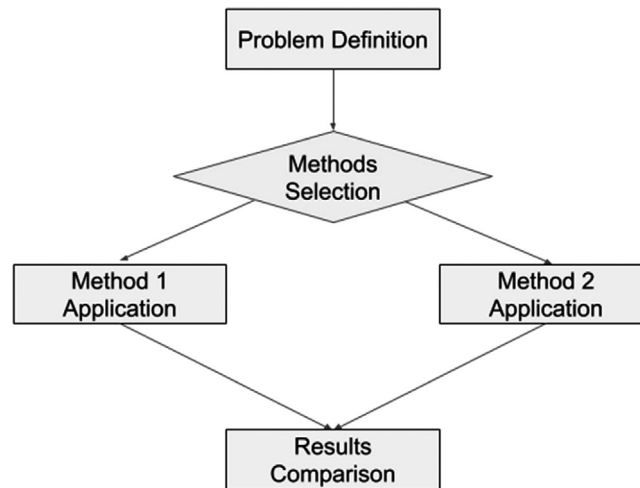 Problem Definition
Methods
Selection
Method 1
Application
Method 2
Application
Results
Comparison